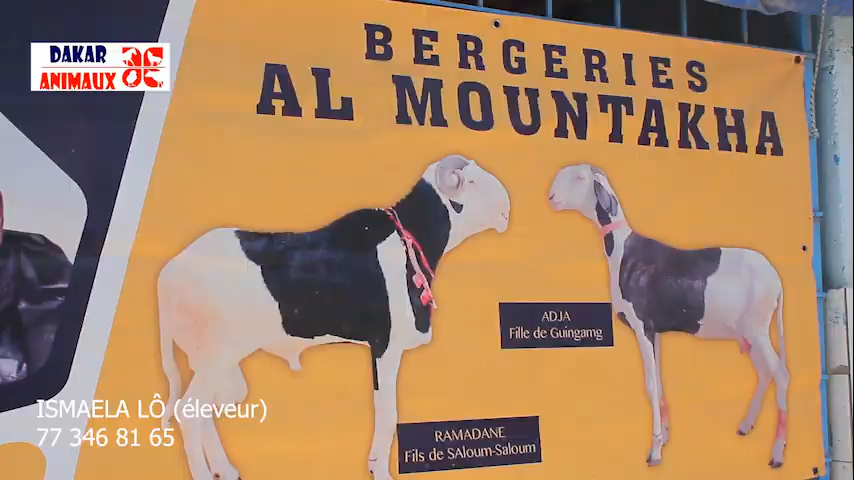 DAKAR
ANIMAUX
BERGERIES
AL MOUNTAKHA
ADJA
Fille de Guingamg
RAMADANE
Fils de SAloum-Saloum
ISMAELA LÔ (éleveur)
77 346 81 65